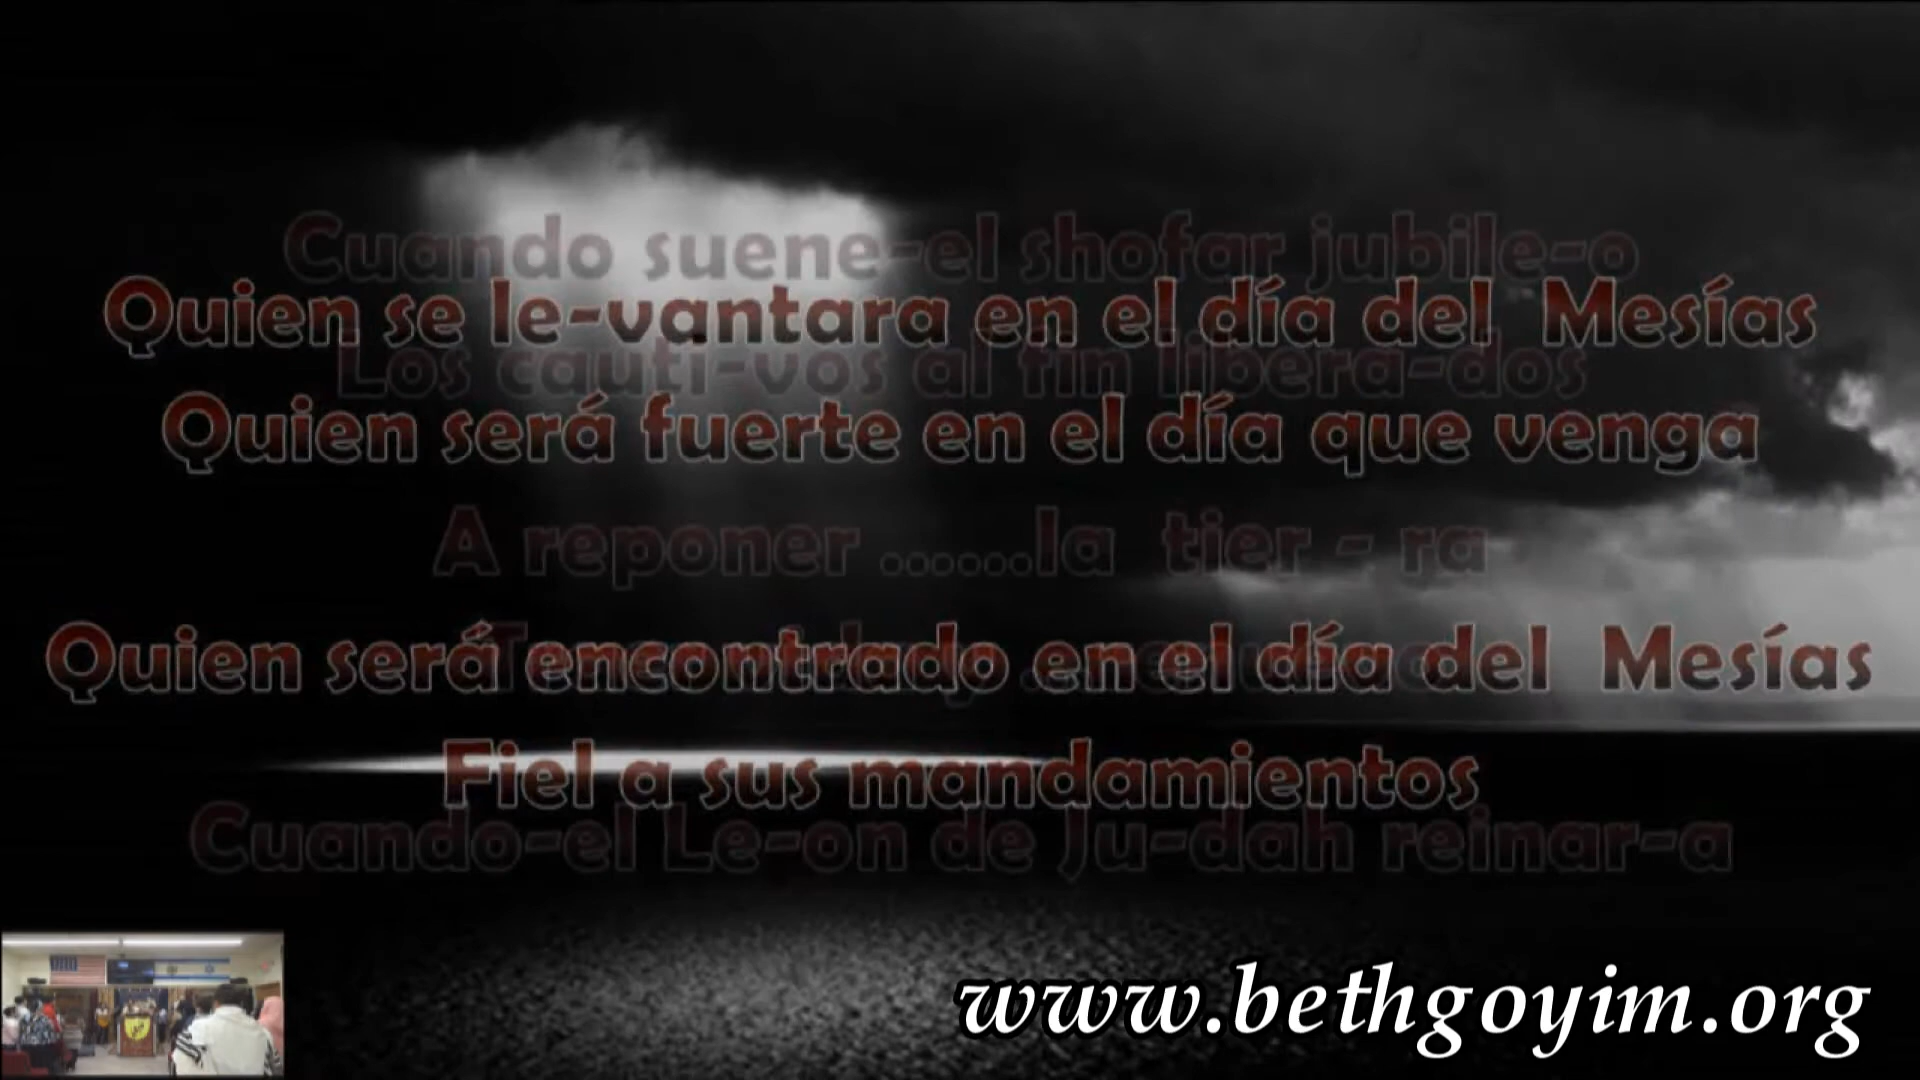 Cuando suene-el shofar jubile-o
Quien se le-vantara en el día del Mesías
Los cauti-vos al fin libera-dos
Quien será fuerte en el día que venga
A reponer ......la tier - ra
Quien será encontrado en el día del Mesías
Fiel a sus mandamientos
Cuando-el Le-on de Ju-dah reinar-a
www.bethgoyim.org